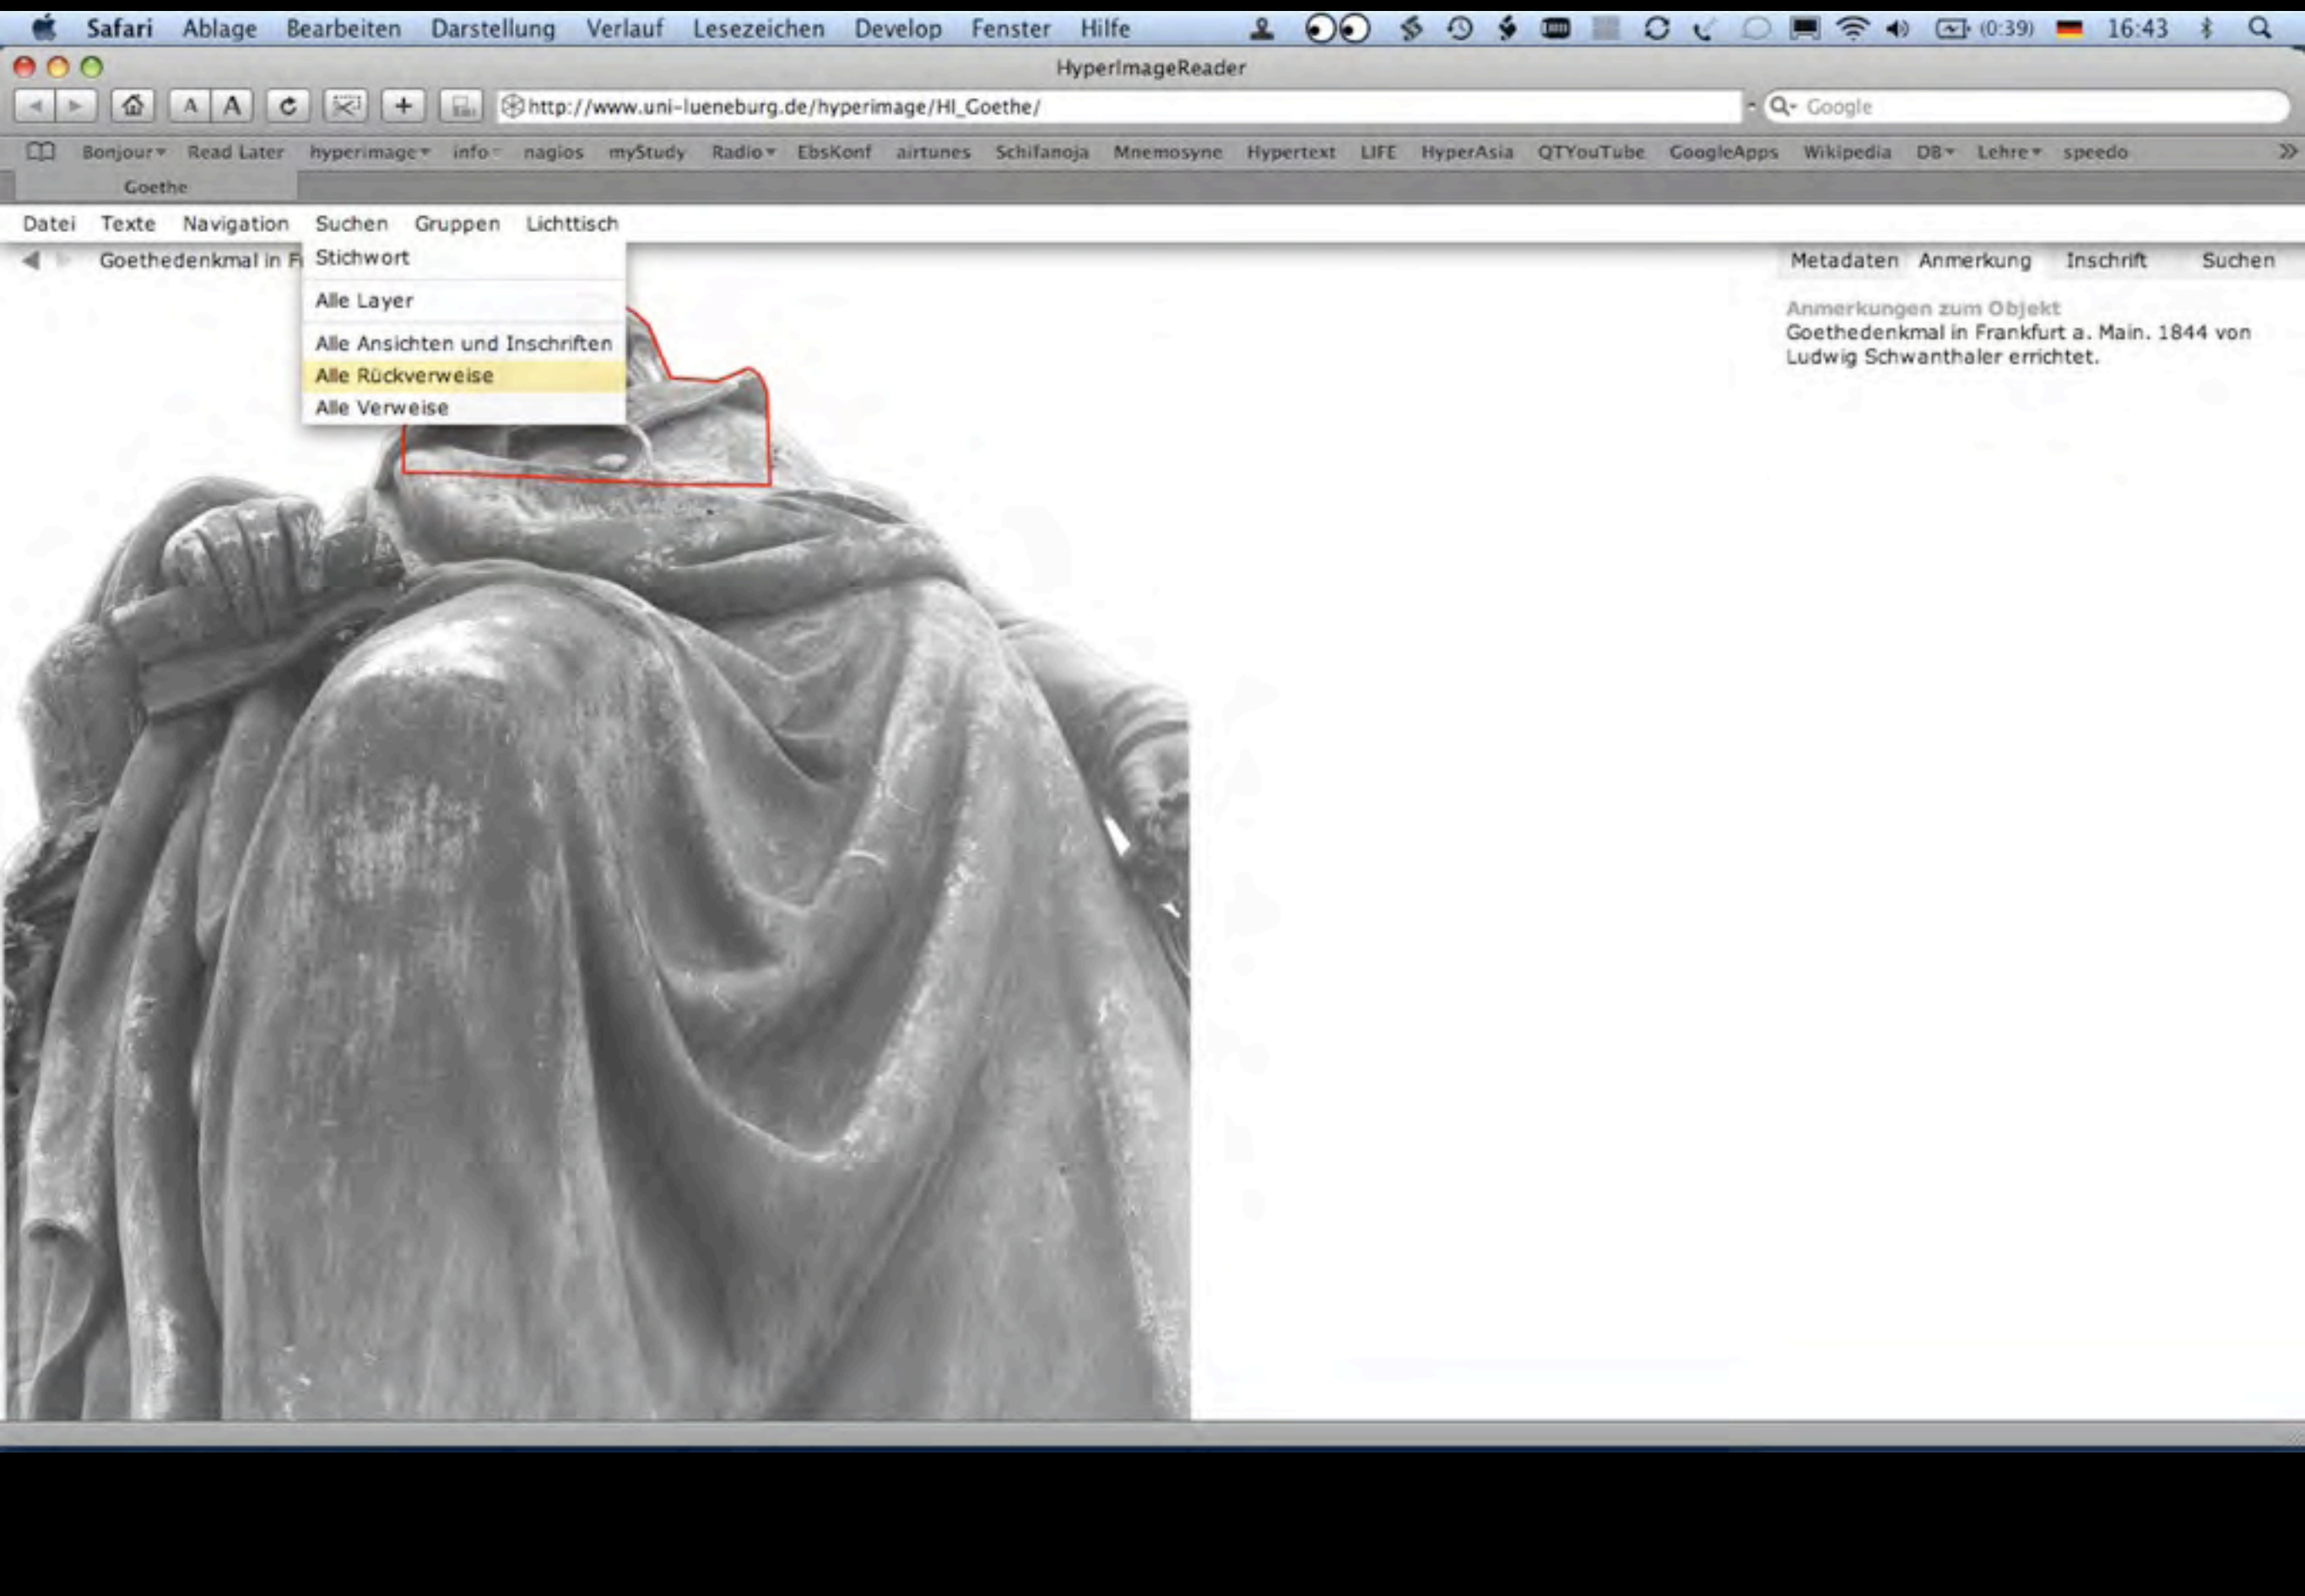 Safari Ablage Bearbeiten Darstellung Verlauf Lesezeichen Develop Fenster Hilfe (0:39) 16:43
HyperImageReader
A A + http://www.uni-lueneburg.de/hyperimage/HI_Goethe/ Google
Bonjour Read Later hyperimage info nagios myStudy Radio EbsKonf airtunes Schifanoja Mnemosyne Hypertext LIFE HyperAsia QTYouTube GoogleApps Wikipedia DB Lehre speedo
Goethe
Datei Texte Navigation Suchen Gruppen Lichttisch
Goethedenkmal in
Stichwort
Alle Layer
Alle Ansichten und Inschriften
Alle Rückverweise
Alle Verweise
Metadaten Anmerkung Inschrift Suchen
Anmerkungen zum Objekt
Goethedenkmal in Frankfurt a. Main. 1844 von
Ludwig Schwanthaler errichtet.